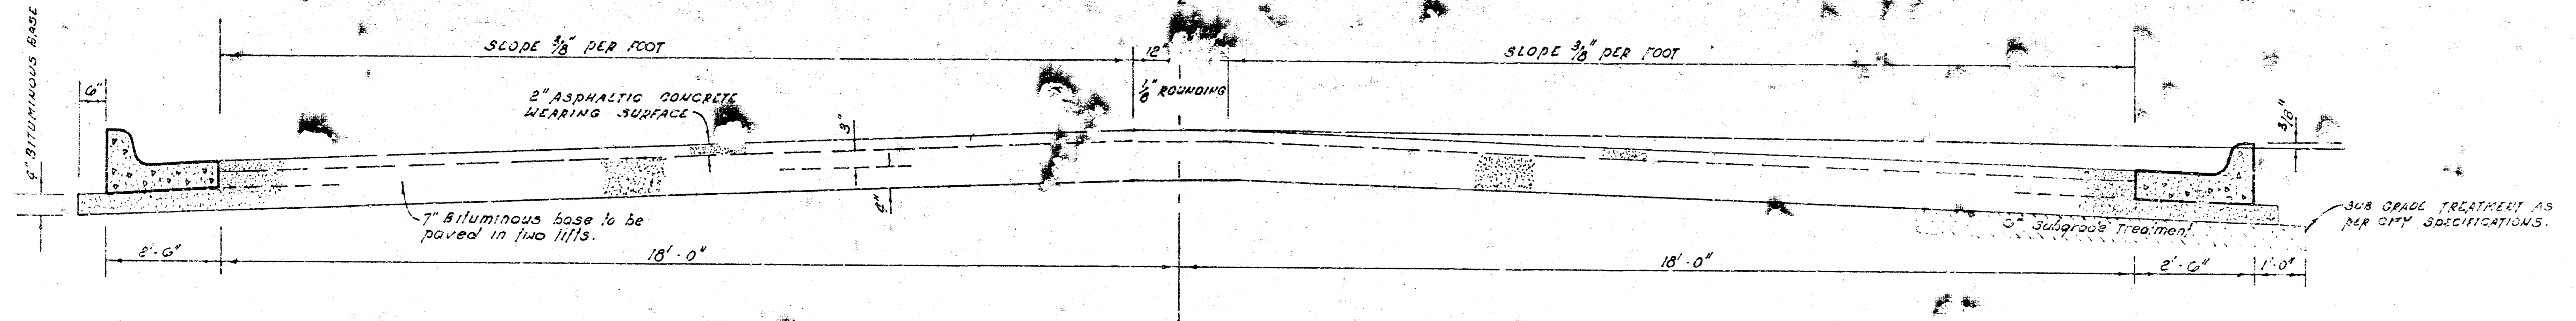 SLOPE 3/8" PER FOOT
12"
SLOPE 3/8" PER FOOT
4" BITUMINOUS BASE
6"
2" ASPHALTIC CONCRETE
WEARING SURFACE
1/8" ROUNDING
3"
3/8"
4"
7" Bituminous base to be
paved in two lifts.
SUB GRADE TREATMENT AS
PER CITY SPECIFICATIONS.
Subgrade Treatment
2'-6"
18'-0"
18'-0"
2'-6"
1'-0"